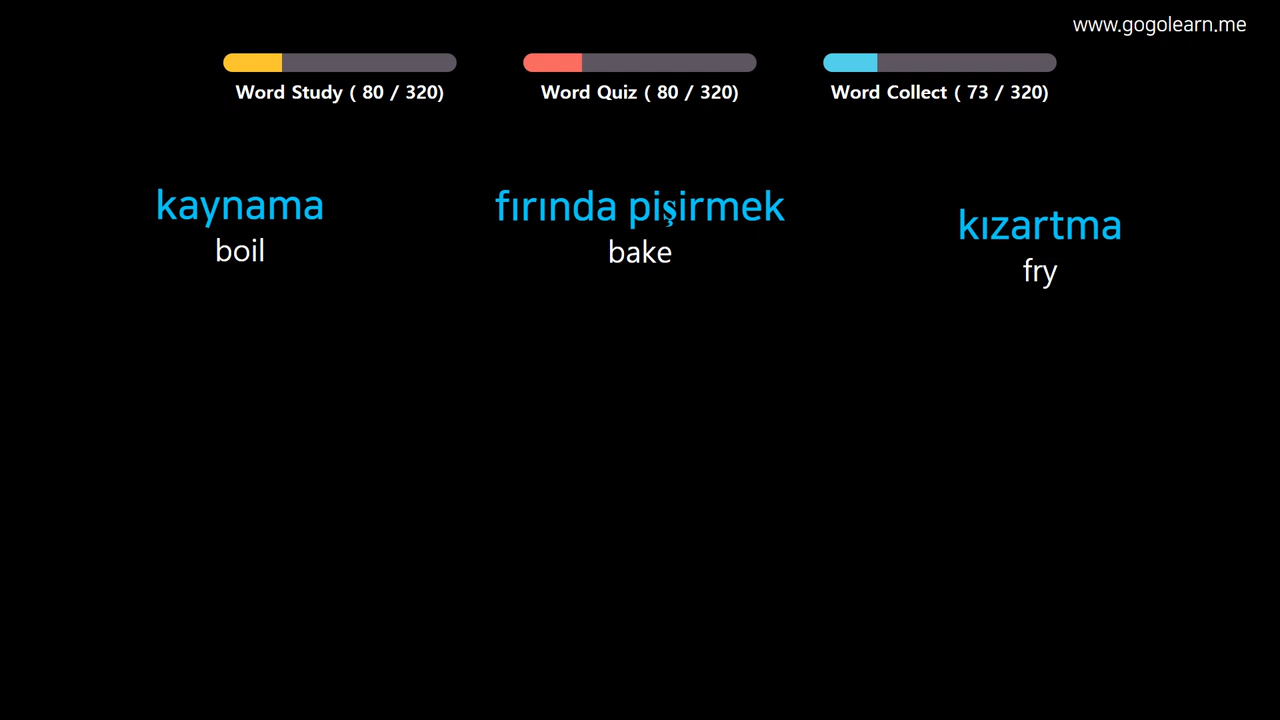 www.gogolearn.me
Word Study ( 80 / 320)
Word Quiz ( 80 / 320)
Word Collect ( 73 / 320)
kaynama
boil
fırında pişirmek
bake
kızartma
fry